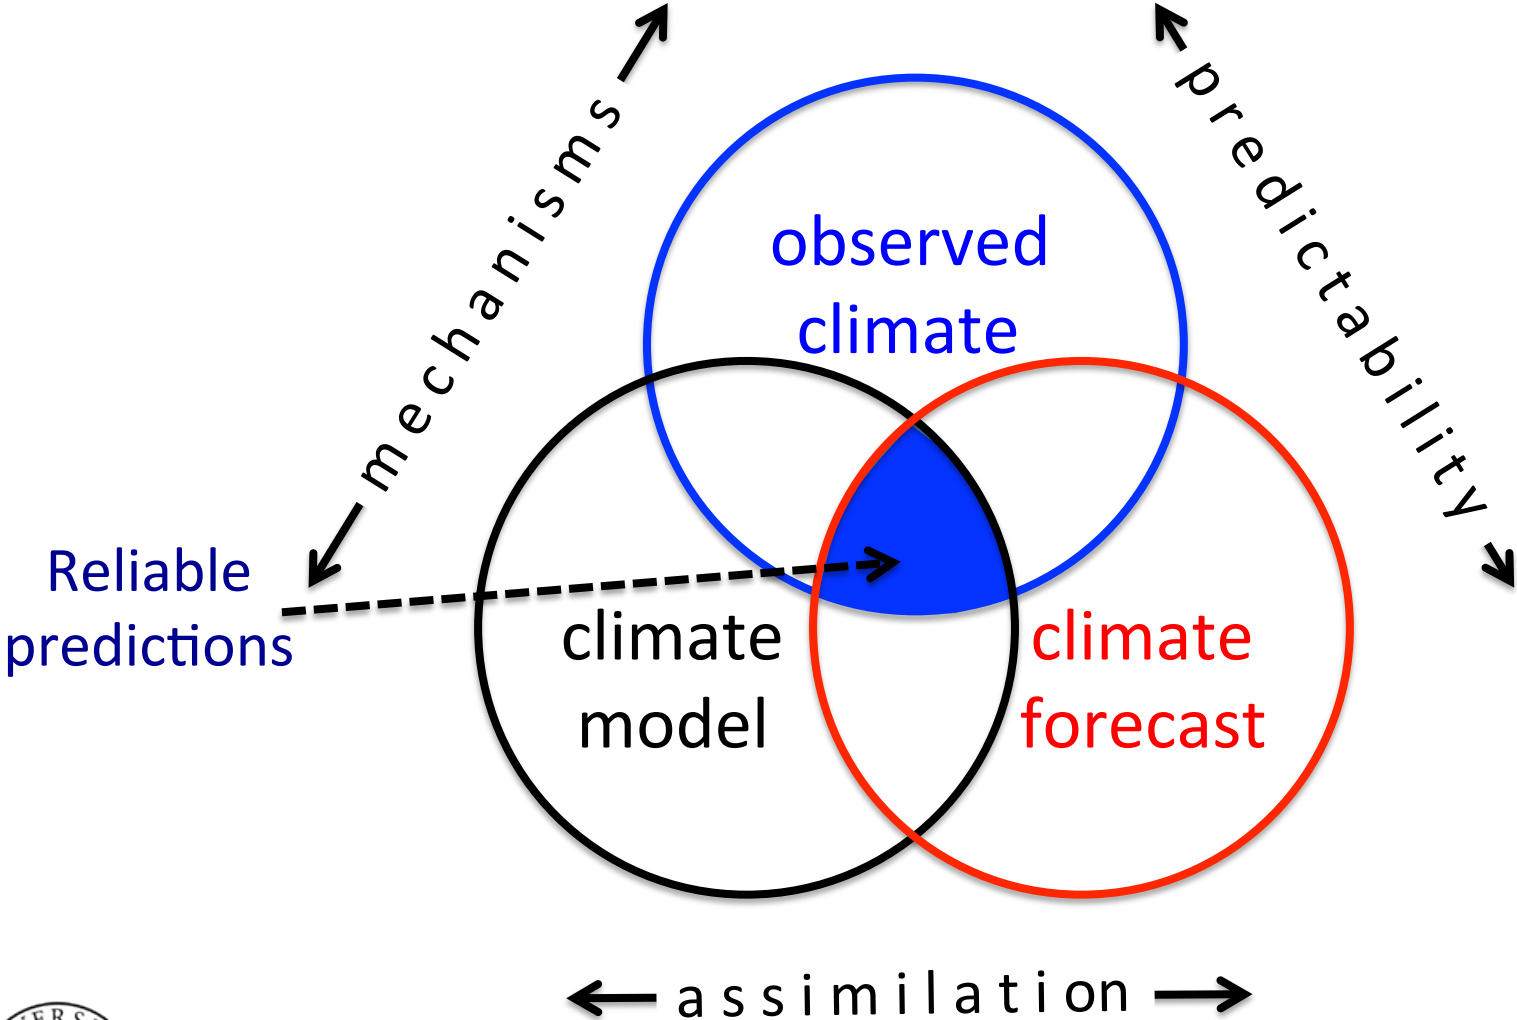 mechanisms
predictability
observed
climate
Reliable
predictions
climate
model
climate
forecast
assimilation